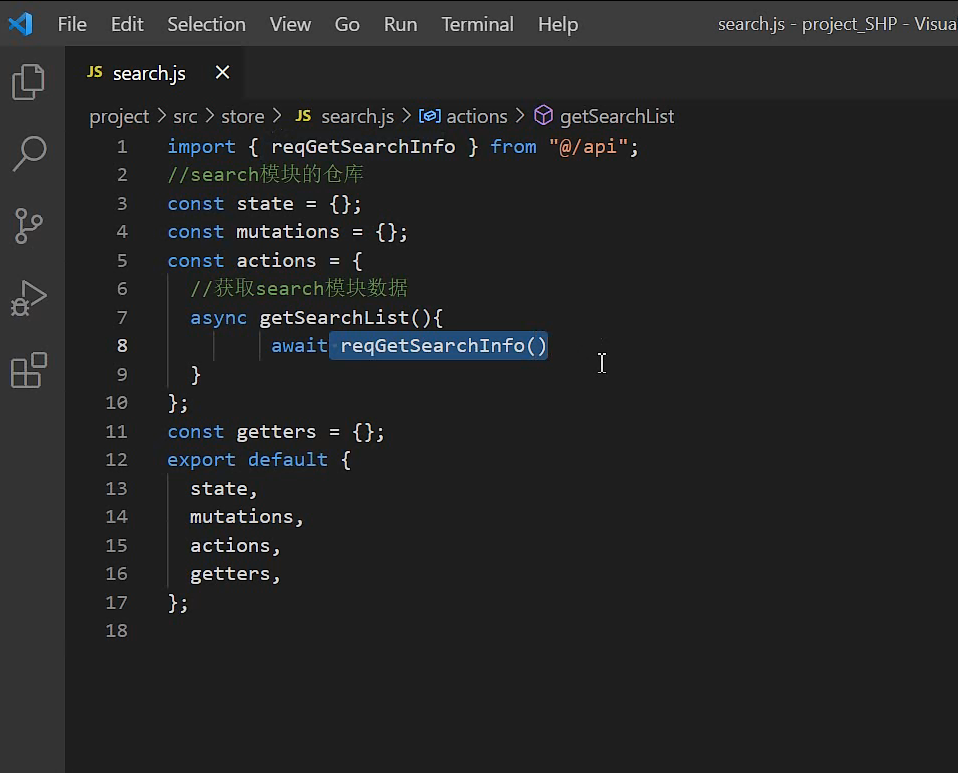 File Edit Selection View Go Run Terminal Help search.js - project_SHP - Visua
JS search.js
project > src > store > JS search.js > actions > getSearchList
1 import { reqGetSearchInfo } from "@/api";
2 //search模块的仓库
3 const state = {};
4 const mutations = {};
5 const actions = {
6 //获取search模块数据
7 async getSearchList(){
8 await reqGetSearchInfo()
9 }
10 };
11 const getters = {};
12 export default {
13 state,
14 mutations,
15 actions,
16 getters,
17 };
18